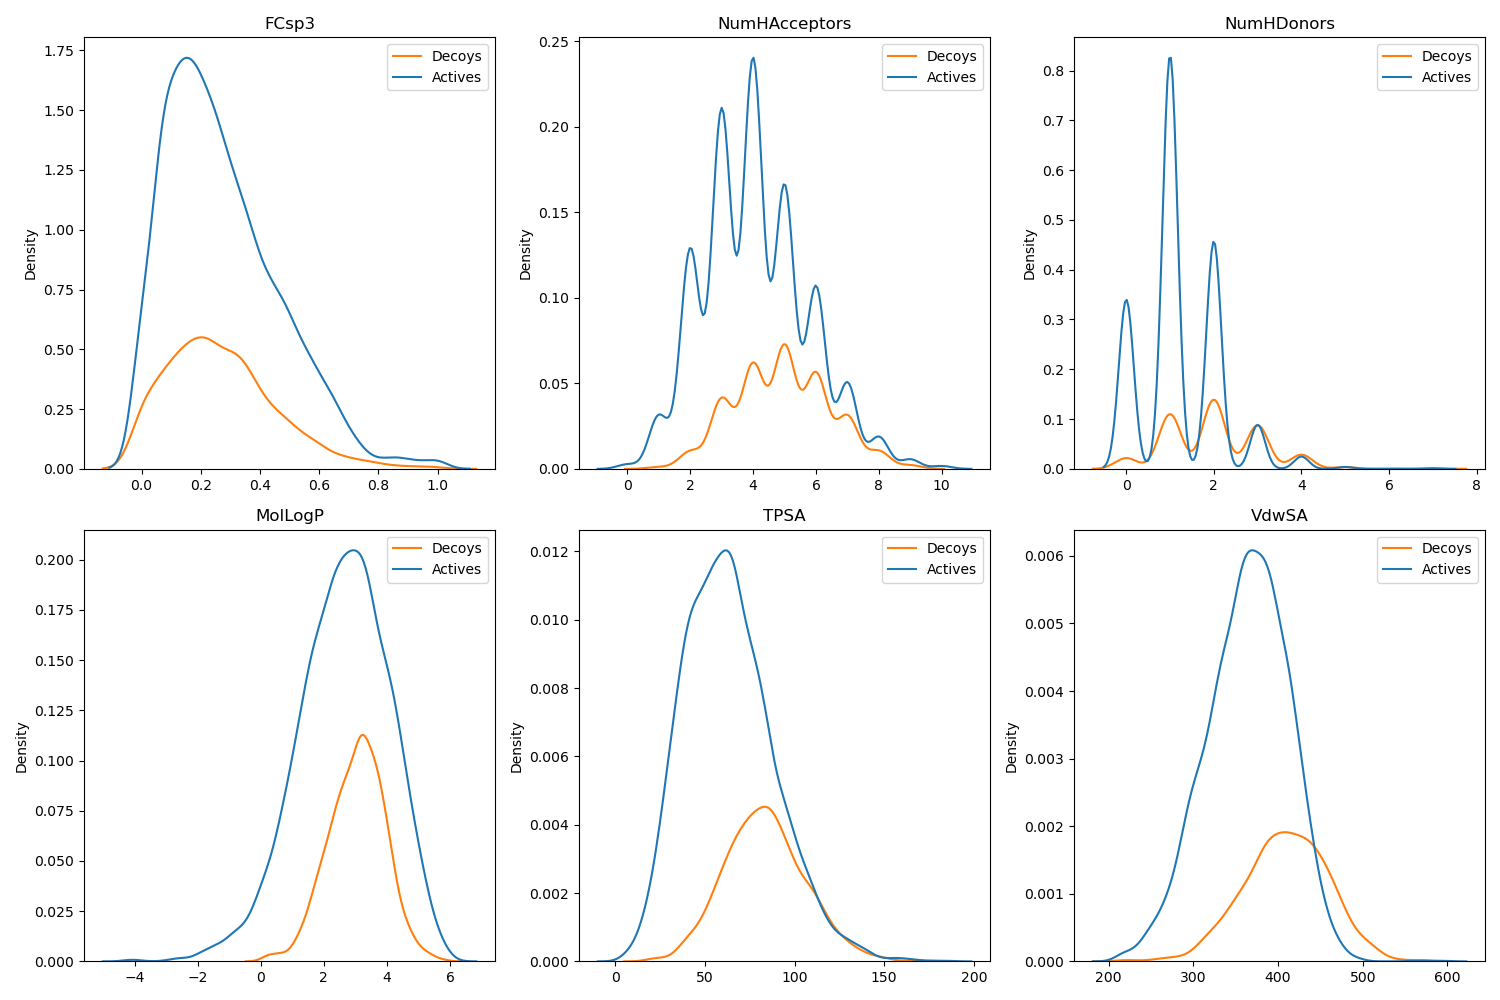 FCsp3
Density
1.75
1.50
1.25
1.00
0.75
0.50
0.25
0.00
0.0 0.2 0.4 0.6 0.8 1.0
Decoys
Actives
NumHAcceptors
Density
0.25
0.20
0.15
0.10
0.05
0.00
0 2 4 6 8 10
Decoys
Actives
NumHDonors
Density
0.8
0.7
0.6
0.5
0.4
0.3
0.2
0.1
0.0
0 2 4 6 8
Decoys
Actives
MolLogP
Density
0.200
0.175
0.150
0.125
0.100
0.075
0.050
0.025
0.000
−4 −2 0 2 4 6
Decoys
Actives
TPSA
Density
0.012
0.010
0.008
0.006
0.004
0.002
0.000
0 50 100 150 200
Decoys
Actives
VdwSA
Density
0.006
0.005
0.004
0.003
0.002
0.001
0.000
200 300 400 500 600
Decoys
Actives